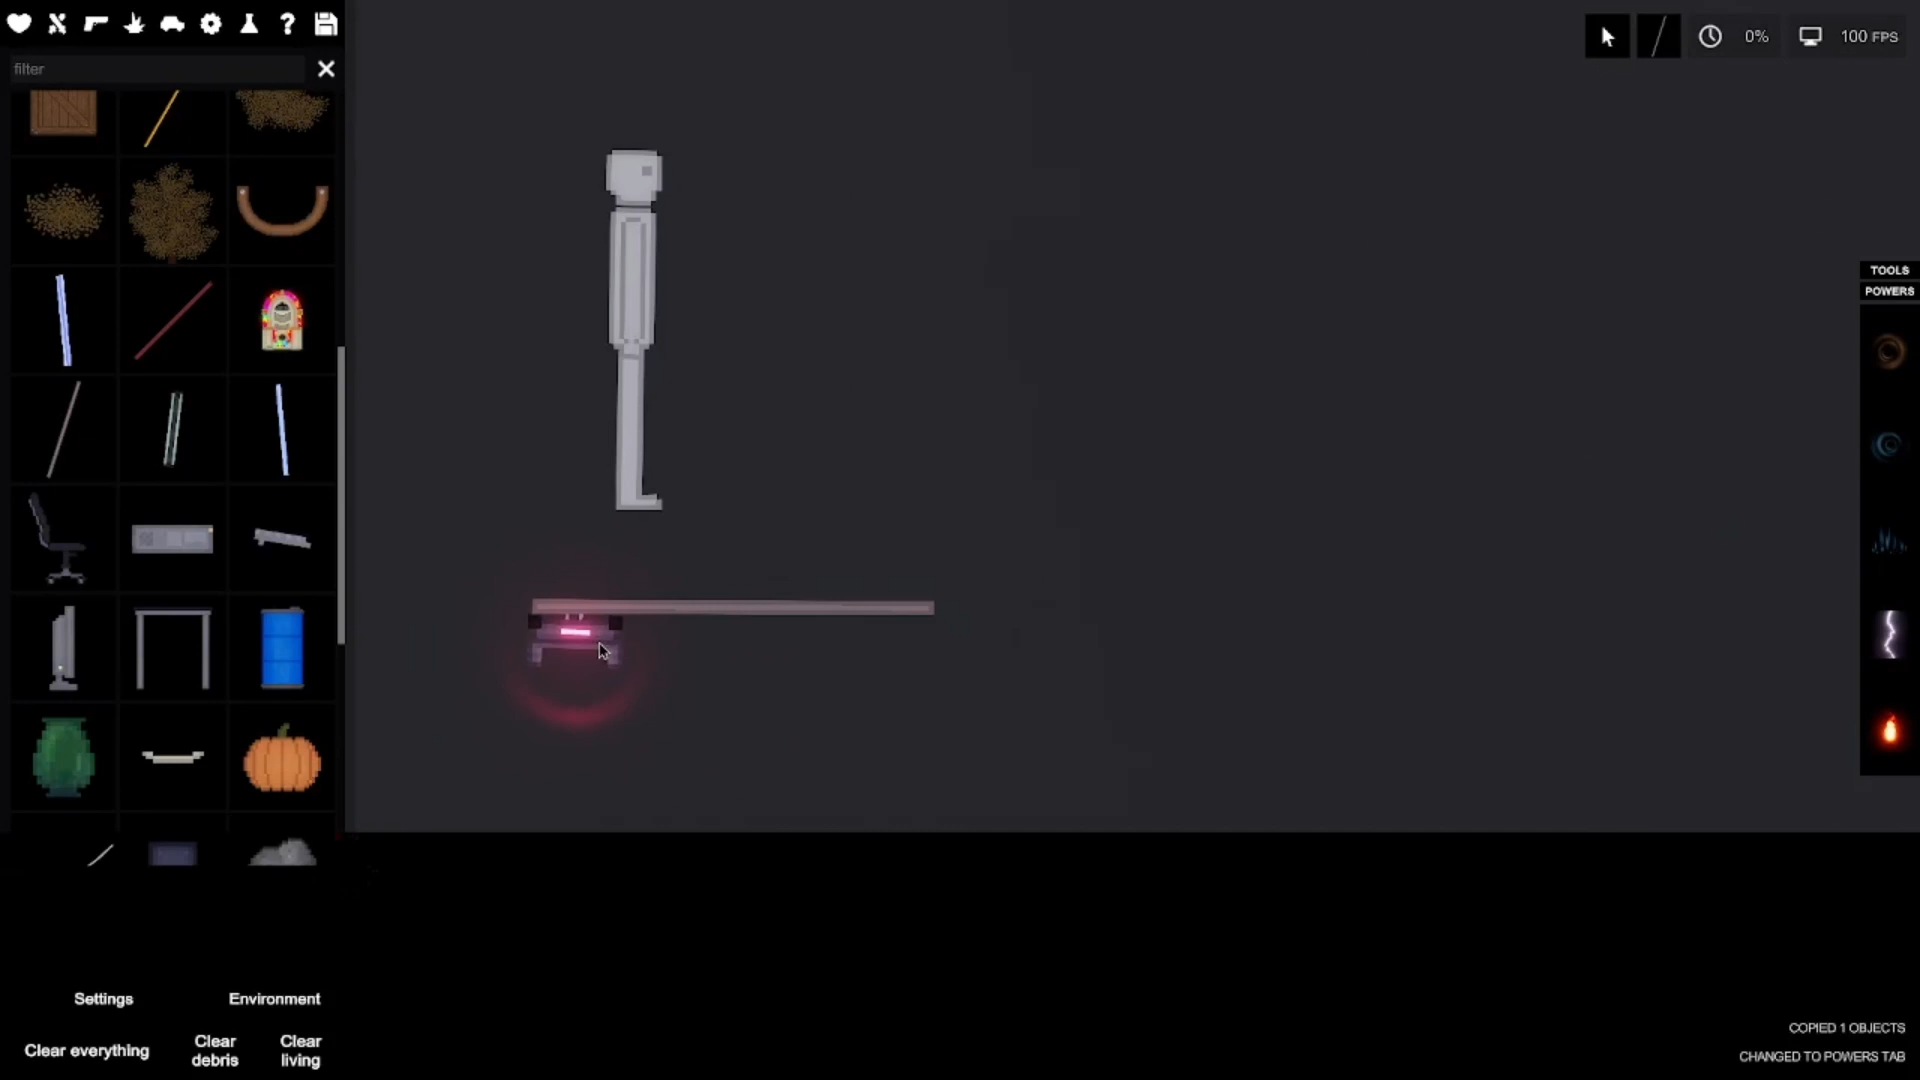 ?
filter
0%
100 FPS
TOOLS
POWERS
Settings
Environment
Clear everything
Clear debris
Clear living
COPIED 1 OBJECTS
CHANGED TO POWERS TAB